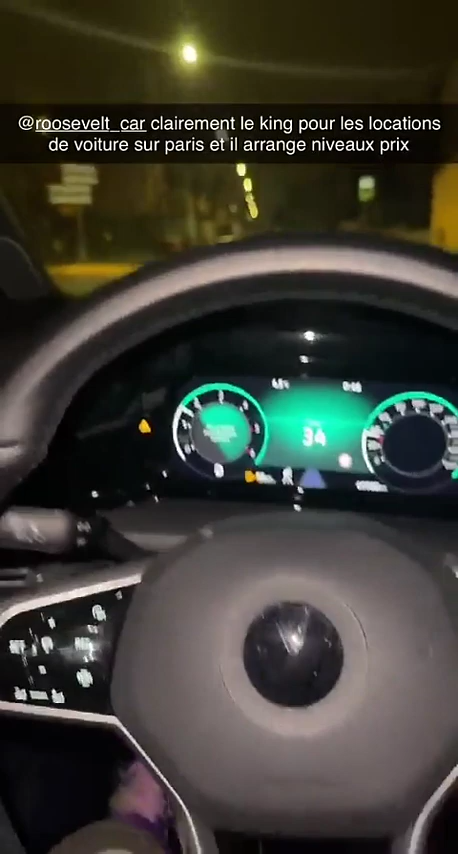 @roosevelt_car clairement le king pour les locations
de voiture sur paris et il arrange niveaux prix
34